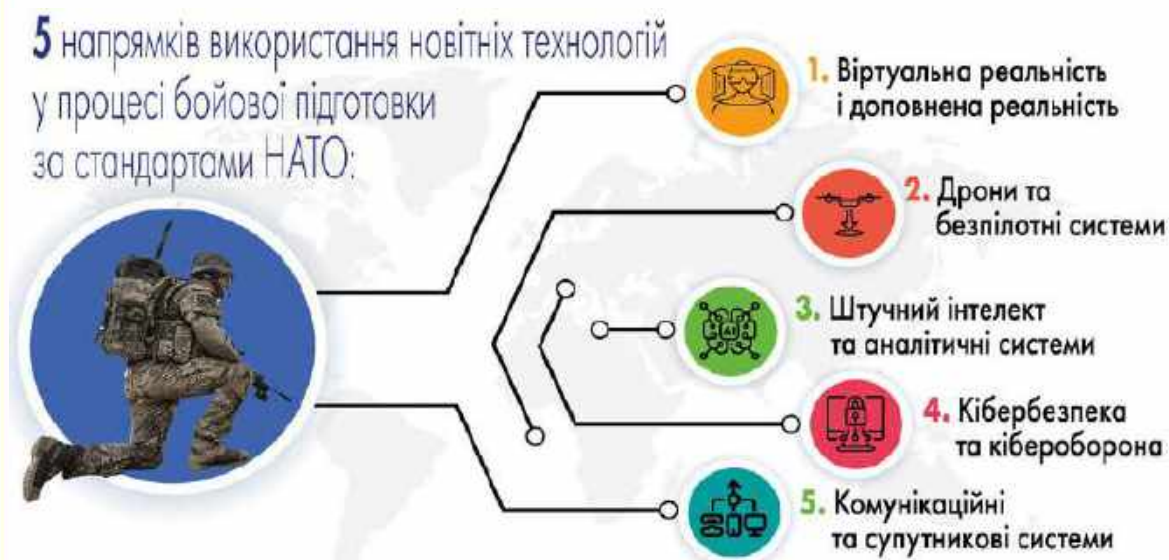 5 напрямків використання новітніх технологій
у процесі бойової підготовки
за стандартами НАТО:
1. Віртуальна реальність
і доповнена реальність
2. Дрони та
безпілотні системи
3. Штучний інтелект
та аналітичні системи
AI
4. Кібербезпека
та кібероборона
5. Комунікаційні
та супутникові системи